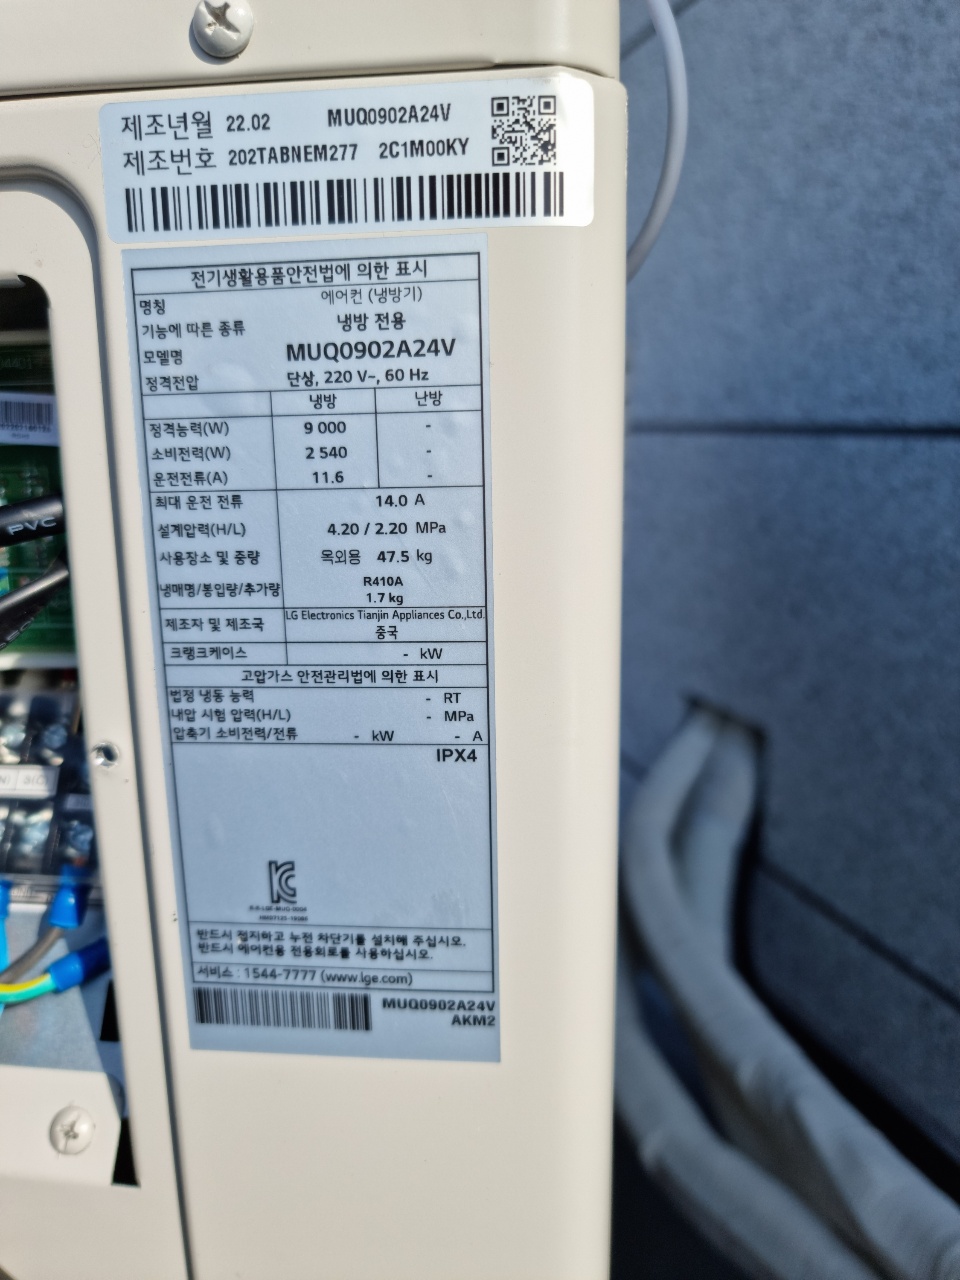 제조년월 22.02 MUQ0902A24V
제조번호 202TABNEM277 2C1M00KY
전기생활용품안전법에 의한 표시
명칭 에어컨 (냉방기)
기능에 따른 종류 냉방 전용
모델명 MUQ0902A24V
정격전압 단상, 220 V~, 60 Hz
냉방 난방
정격능력(W) 9 000 -
소비전력(W) 2 540 -
운전전류(A) 11.6 -
최대 운전 전류 14.0 A
설계압력(H/L) 4.20 / 2.20 MPa
사용장소 및 중량 옥외용 47.5 kg
냉매명/봉입량/추가량 R410A
1.7 kg
제조자 및 제조국 LG Electronics Tianjin Appliances Co.,Ltd.
중국
크랭크케이스 - kW
고압가스 안전관리법에 의한 표시
법정 냉동 능력 - RT
내압 시험 압력(H/L) - MPa
압축기 소비전력/전류 - kW - A
IPX4
반드시 접지하고 누전 차단기를 설치해 주십시오.
반드시 에어컨용 전용회로를 사용하십시오.
서비스 : 1544-7777 (www.lge.com)
MUQ0902A24V
AKM2
PVC